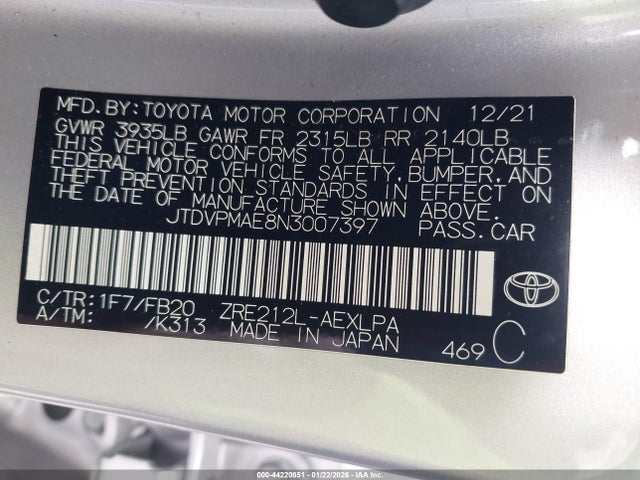 MFD.BY:TOYOTA MOTOR CORPORATION 12/21
GVWR 3935LB GAWR FR 2315LB RR 2140LB
THIS VEHICLE CONFORMS TO ALL APPLICABLE
FEDERAL MOTOR VEHICLE SAFETY,BUMPER,AND
THEFT PREVENTION STANDARDS IN EFFECT ON
THE DATE OF MANUFACTURE SHOWN ABOVE.
JTDVPMAE8N3007397 PASS.CAR
C/TR:1F7/FB20 ZRE212L-AEXLPA
A/TM: /K313 MADE IN JAPAN
469 C
000-44220851 - 01/22/2026 - IAAI.COM